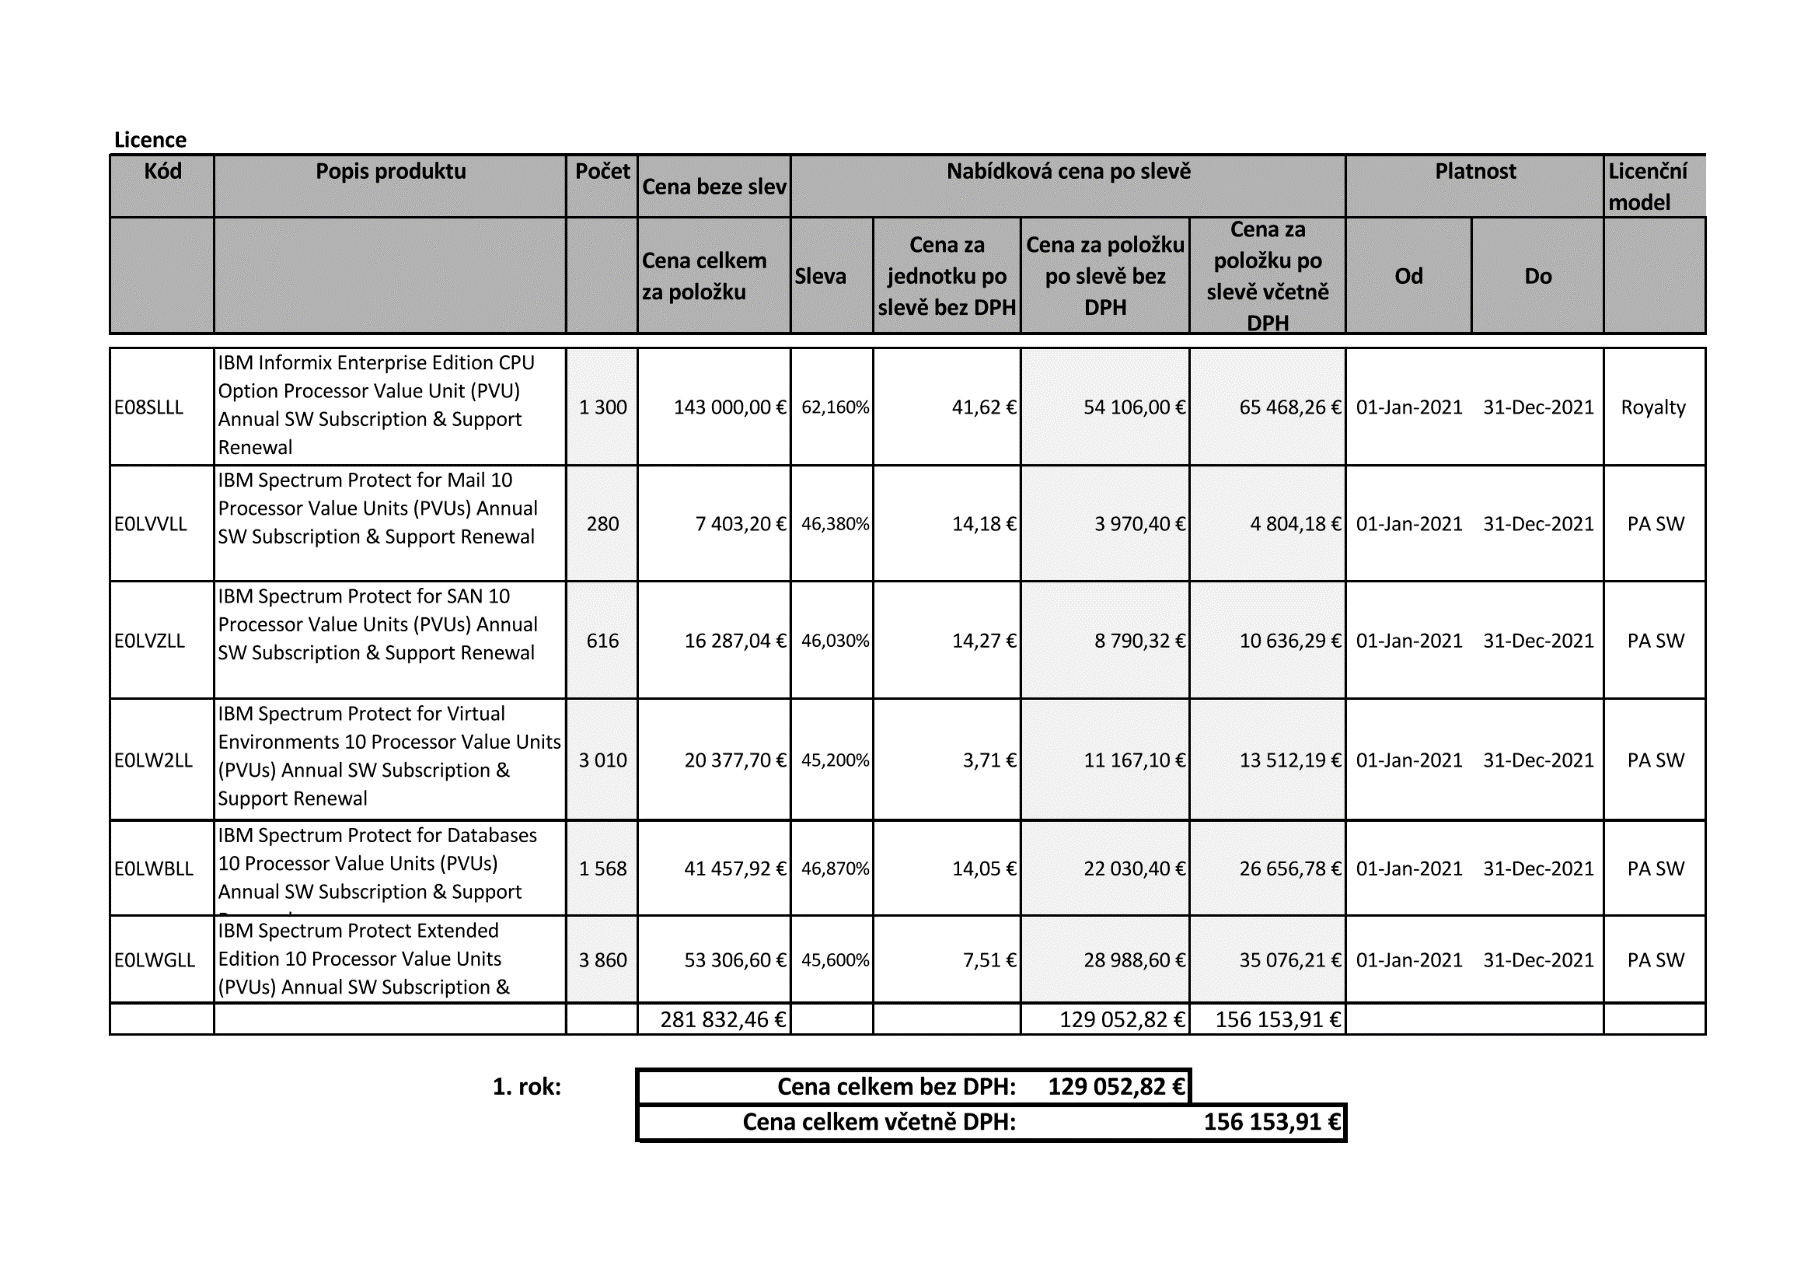 Licence
Kód Popis produktu Počet Cena beze slev Nabídková cena po slevě Platnost Licenční model
Cena celkem za položku Sleva Cena za jednotku po slevě bez DPH Cena za položku po slevě bez DPH Cena za položku po slevě včetně DPH Od Do
IBM Informix Enterprise Edition CPU
Option Processor Value Unit (PVU)
Annual SW Subscription & Support
Renewal
E08SLLL 1 300 143 000,00 € 62,160% 41,62 € 54 106,00 € 65 468,26 € 01-Jan-2021 31-Dec-2021 Royalty
IBM Spectrum Protect for Mail 10
Processor Value Units (PVUs) Annual
SW Subscription & Support Renewal
E0LVVLL 280 7 403,20 € 46,380% 14,18 € 3 970,40 € 4 804,18 € 01-Jan-2021 31-Dec-2021 PA SW
IBM Spectrum Protect for SAN 10
Processor Value Units (PVUs) Annual
SW Subscription & Support Renewal
E0LVZLL 616 16 287,04 € 46,030% 14,27 € 8 790,32 € 10 636,29 € 01-Jan-2021 31-Dec-2021 PA SW
IBM Spectrum Protect for Virtual
Environments 10 Processor Value Units
(PVUs) Annual SW Subscription &
Support Renewal
E0LW2LL 3 010 20 377,70 € 45,200% 3,71 € 11 167,10 € 13 512,19 € 01-Jan-2021 31-Dec-2021 PA SW
IBM Spectrum Protect for Databases
10 Processor Value Units (PVUs)
Annual SW Subscription & Support
E0LWBLL 1 568 41 457,92 € 46,870% 14,05 € 22 030,40 € 26 656,78 € 01-Jan-2021 31-Dec-2021 PA SW
IBM Spectrum Protect Extended
Edition 10 Processor Value Units
(PVUs) Annual SW Subscription &
E0LWGLL 3 860 53 306,60 € 45,600% 7,51 € 28 988,60 € 35 076,21 € 01-Jan-2021 31-Dec-2021 PA SW
281 832,46 € 129 052,82 € 156 153,91 €
1. rok: Cena celkem bez DPH: 129 052,82 €
Cena celkem včetně DPH: 156 153,91 €